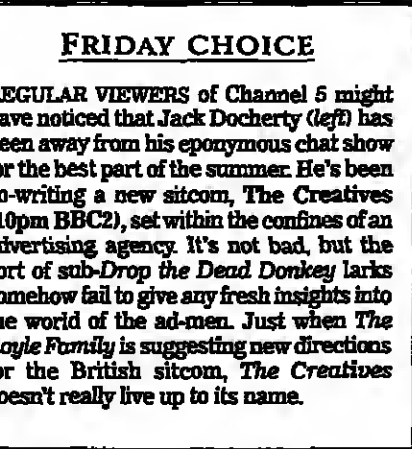 FRIDAY CHOICE
EGULAR VIEWERS of Channel 5 might
ave noticed that Jack Docherty (left) has
een away from his eponymous chat show
or the best part of the summer. He's been
o-writing a new sitcom, The Creatives
10pm BBC2), set within the confines of an
dvertising agency. It's not bad, but the
ort of sub-Drop the Dead Donkey larks
omehow fail to give any fresh insights into
he world of the ad-men. Just when The
oyle Family is suggesting new directions
or the British sitcom, The Creatives
oesn't really live up to its name.